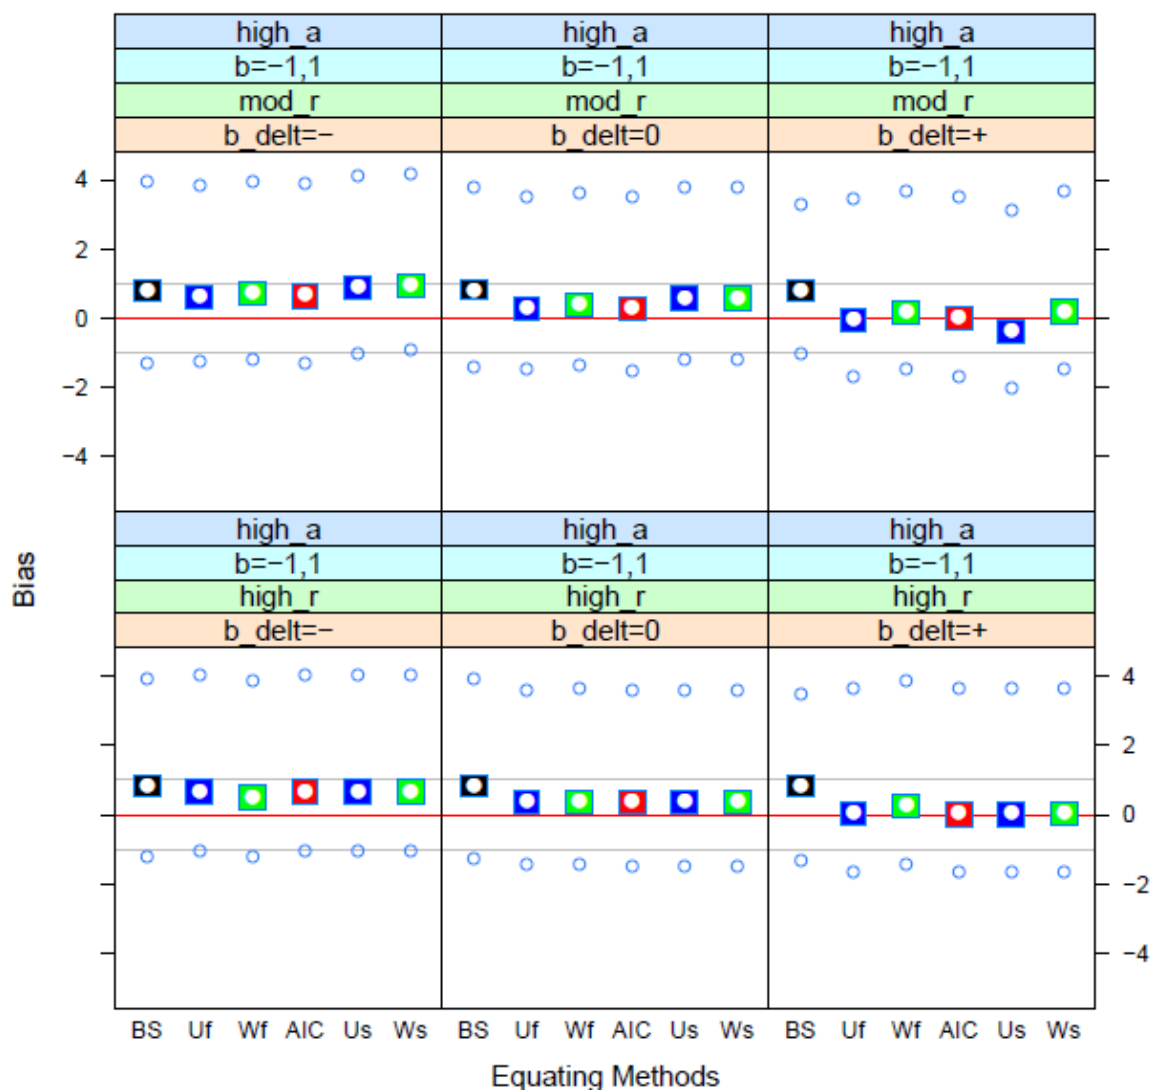 high_a high_a high_a
b=−1,1 b=−1,1 b=−1,1
mod_r mod_r mod_r
b_delt=− b_delt=0 b_delt=+
4
2
0
−2
−4
Bias
high_a high_a high_a
b=−1,1 b=−1,1 b=−1,1
high_r high_r high_r
b_delt=− b_delt=0 b_delt=+
4
2
0
−2
−4
BS Uf Wf AIC Us Ws BS Uf Wf AIC Us Ws BS Uf Wf AIC Us Ws
Equating Methods